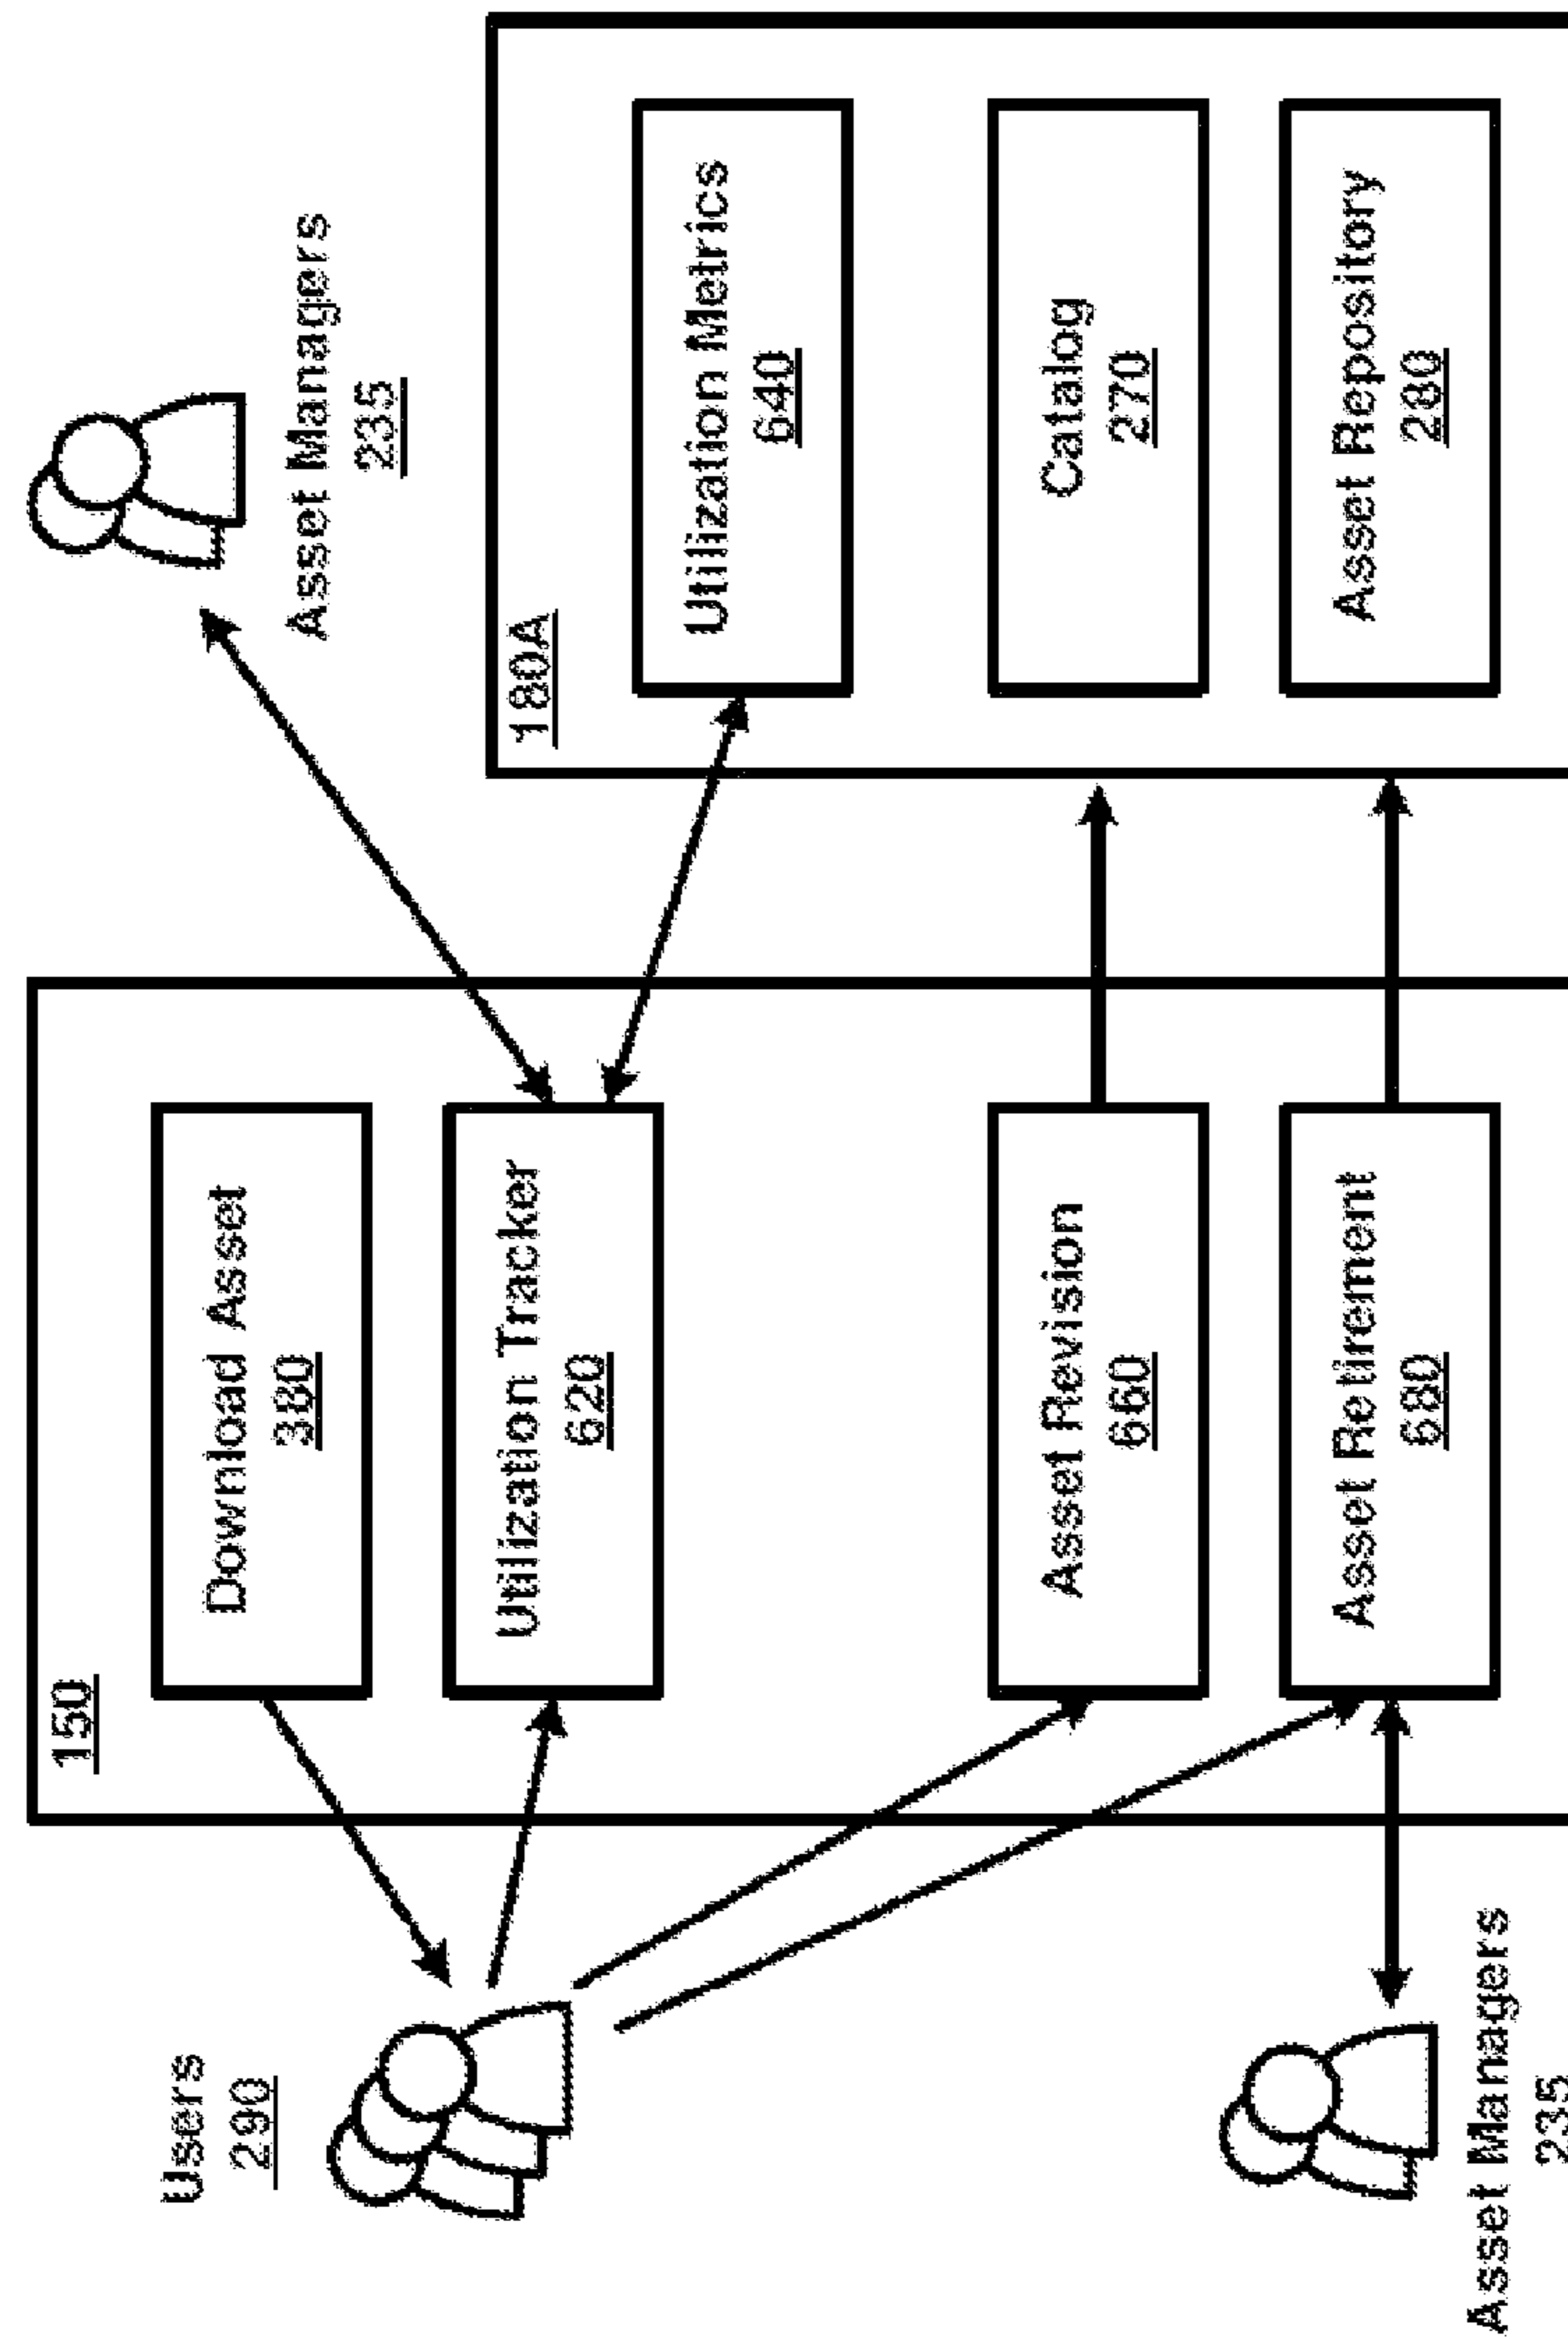 Users
290
150
Download Asset
380
Utilization Tracker
620
Asset Revision
660
Asset Retirement
680
Asset Managers
235
Asset Managers
235
180A
Utilization Metrics
640
Catalog
270
Asset Repository
280